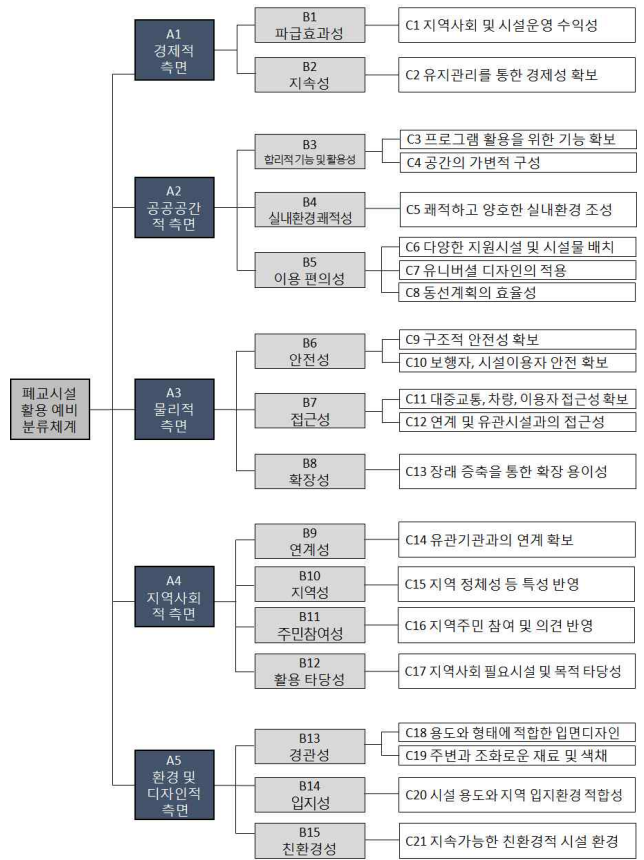 폐교시설
활용 예비
분류체계
A1
경제적
측면
B1
파급효과성
C1 지역사회 및 시설운영 수익성
B2
지속성
C2 유지관리를 통한 경제성 확보
A2
공공공간
적 측면
B3
합리적기능및활용성
C3 프로그램 활용을 위한 기능 확보
C4 공간의 가변적 구성
B4
실내환경쾌적성
C5 쾌적하고 양호한 실내환경 조성
B5
이용 편의성
C6 다양한 지원시설 및 시설물 배치
C7 유니버셜 디자인의 적용
C8 동선계획의 효율성
A3
물리적
측면
B6
안전성
C9 구조적 안전성 확보
C10 보행자, 시설이용자 안전 확보
B7
접근성
C11 대중교통, 차량, 이용자 접근성 확보
C12 연계 및 유관시설과의 접근성
B8
확장성
C13 장래 증축을 통한 확장 용이성
A4
지역사회
적 측면
B9
연계성
C14 유관기관과의 연계 확보
B10
지역성
C15 지역 정체성 등 특성 반영
B11
주민참여성
C16 지역주민 참여 및 의견 반영
B12
활용 타당성
C17 지역사회 필요시설 및 목적 타당성
A5
환경 및
디자인적
측면
B13
경관성
C18 용도와 형태에 적합한 입면디자인
C19 주변과 조화로운 재료 및 색채
B14
입지성
C20 시설 용도와 지역 입지환경 적합성
B15
친환경성
C21 지속가능한 친환경적 시설 환경